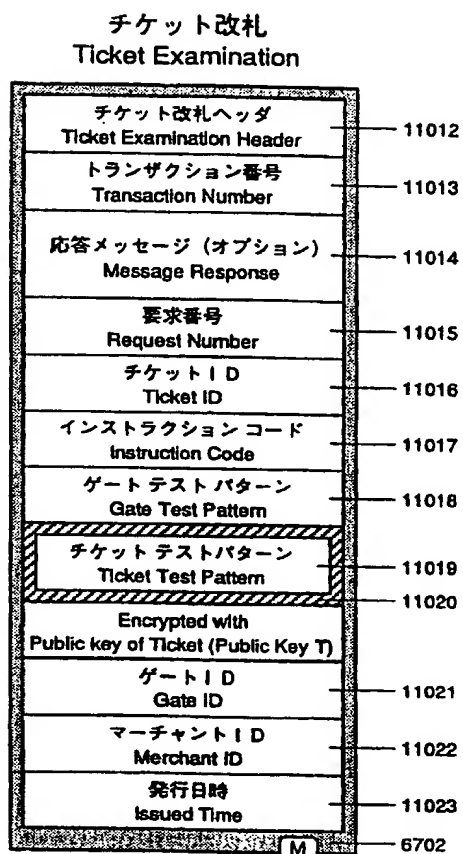 チケット改札
Ticket Examination
チケット改札ヘッダ
Ticket Examination Header
11012
トランザクション番号
Transaction Number
11013
応答メッセージ（オプション）
Message Response
11014
要求番号
Request Number
11015
チケットＩＤ
Ticket ID
11016
インストラクション コード
Instruction Code
11017
ゲート テスト パターン
Gate Test Pattern
11018
チケット テストパターン
Ticket Test Pattern
11019
11020
Encrypted with
Public key of Ticket (Public Key T)
ゲートＩＤ
Gate ID
11021
マーチャントＩＤ
Merchant ID
11022
発行日時
Issued Time
11023
M
6702